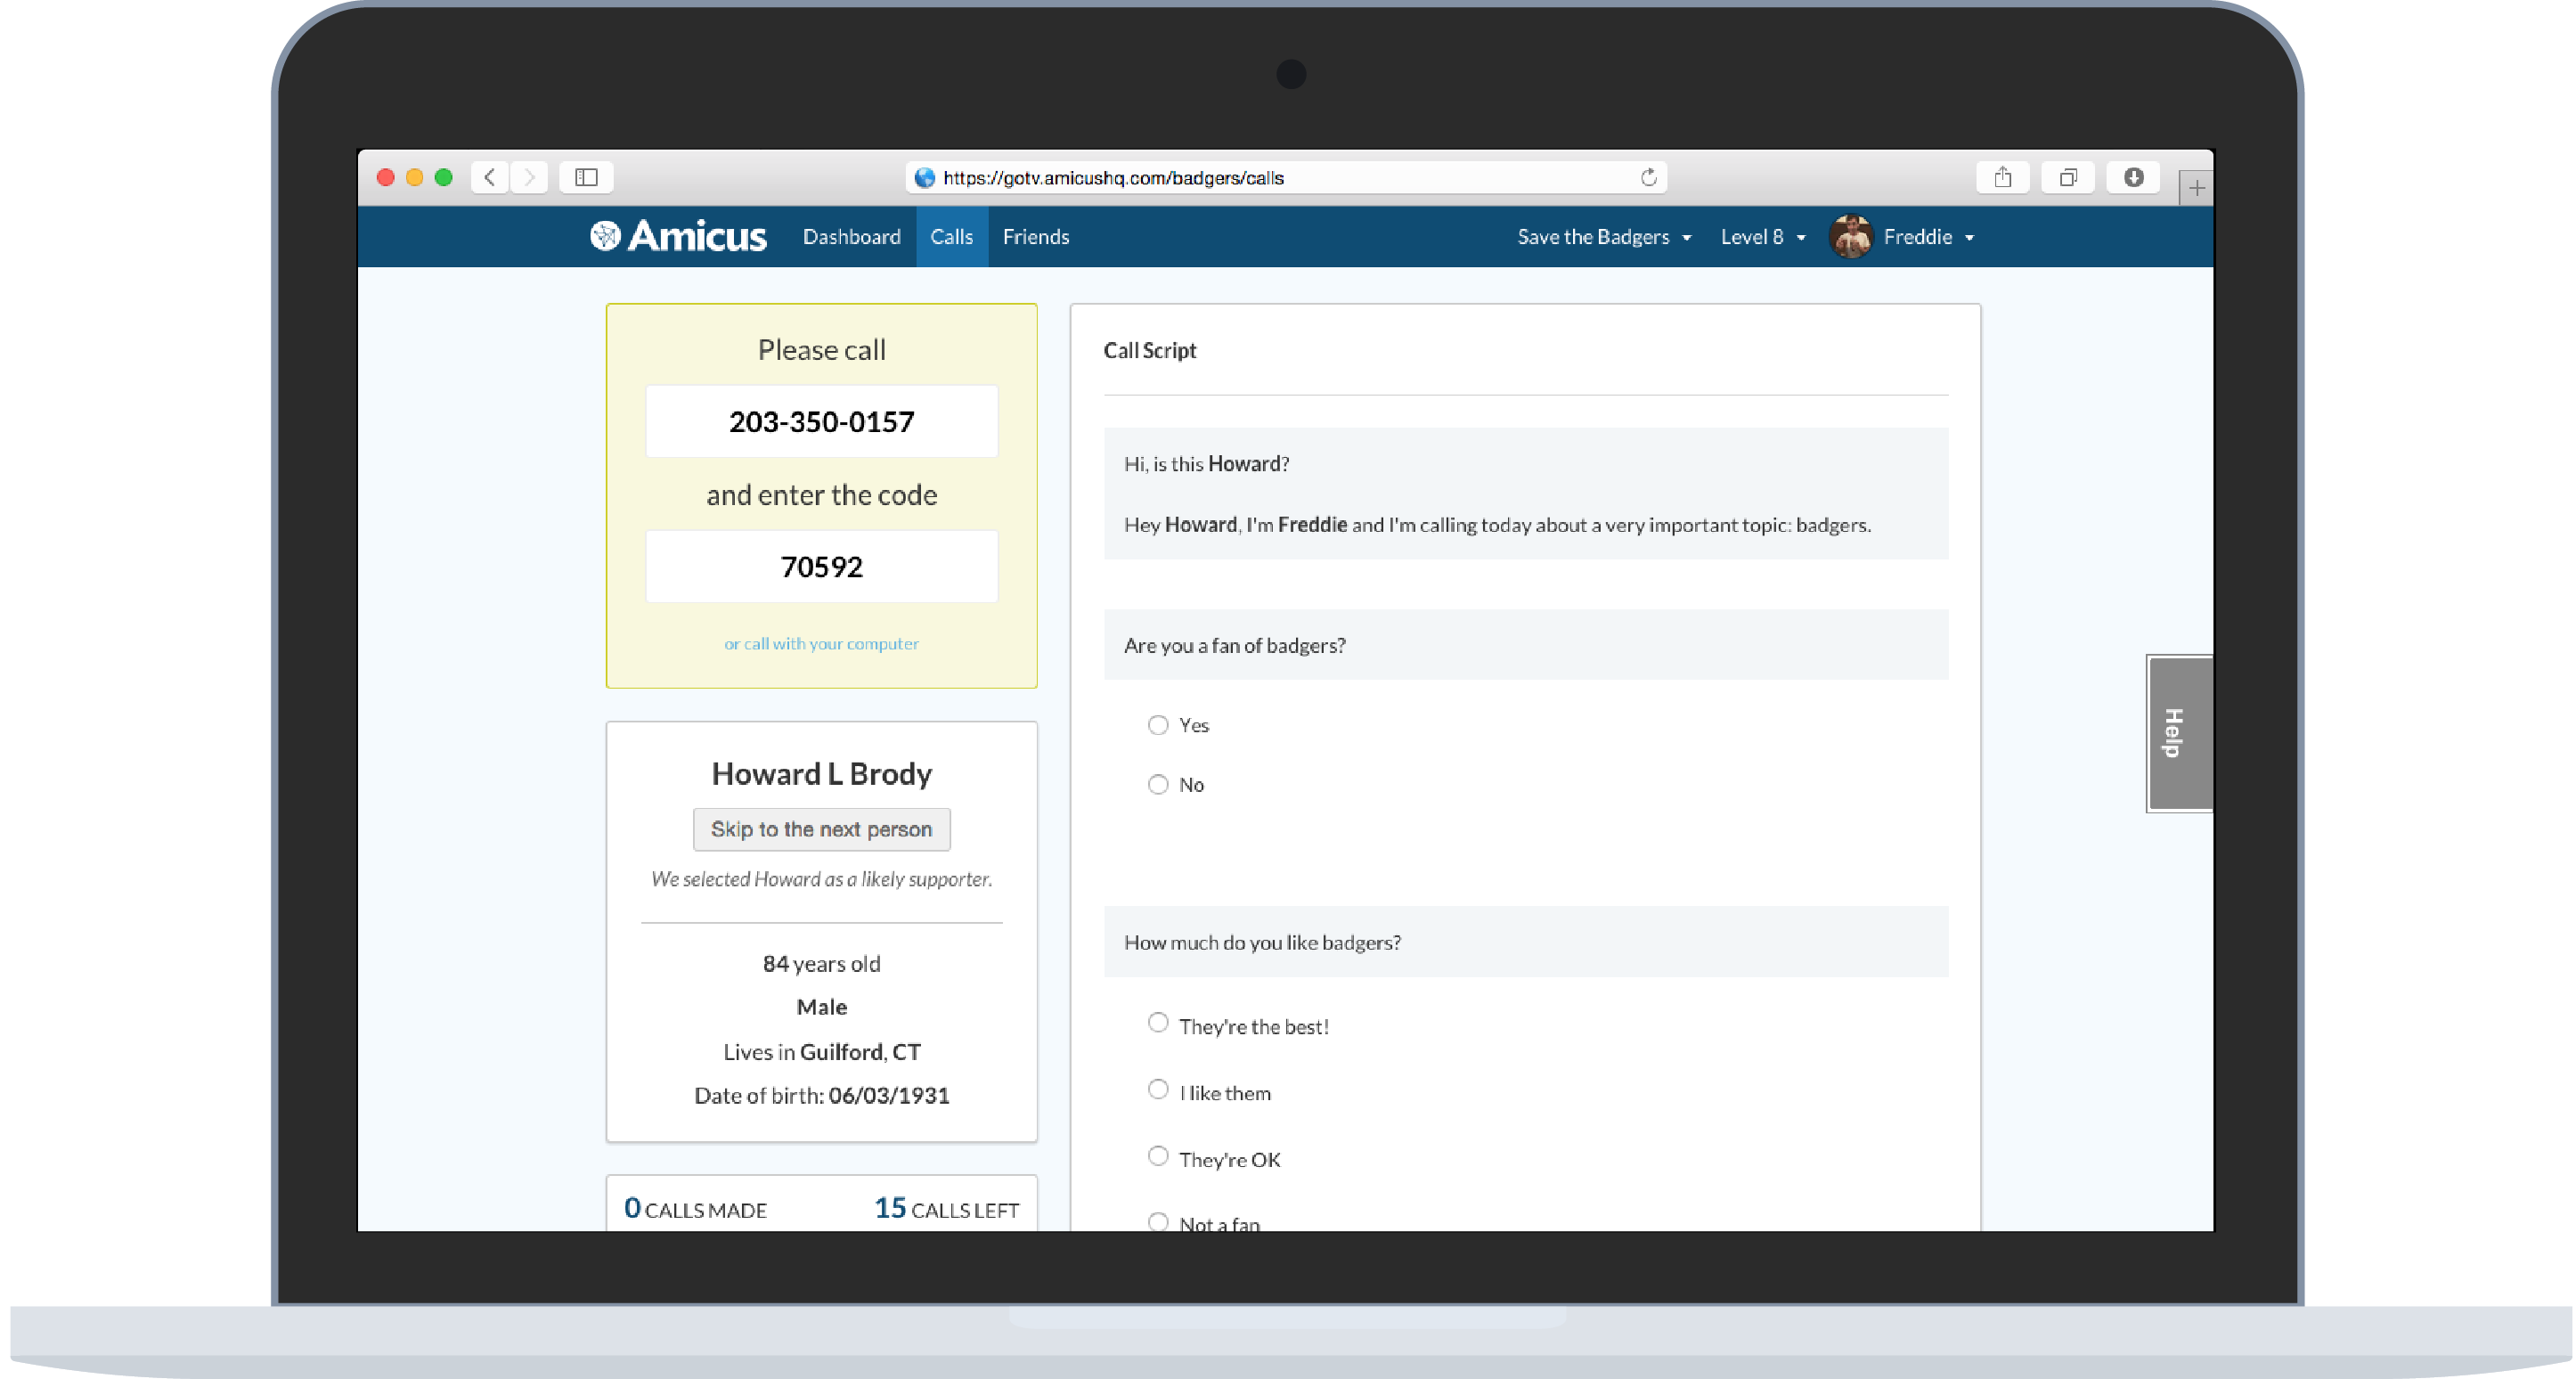 https://gotv.amicushq.com/badgers/calls
Amicus
Dashboard
Calls
Friends
Save the Badgers
Level 8
Freddie
Please call
203-350-0157
and enter the code
70592
or call with your computer
Howard L Brody
Skip to the next person
We selected Howard as a likely supporter.
84 years old
Male
Lives in Guilford, CT
Date of birth: 06/03/1931
0 CALLS MADE
15 CALLS LEFT
Call Script
Hi, is this Howard?
Hey Howard, I'm Freddie and I'm calling today about a very important topic: badgers.
Are you a fan of badgers?
Yes
No
How much do you like badgers?
They're the best!
I like them
They're OK
Not a fan
Help